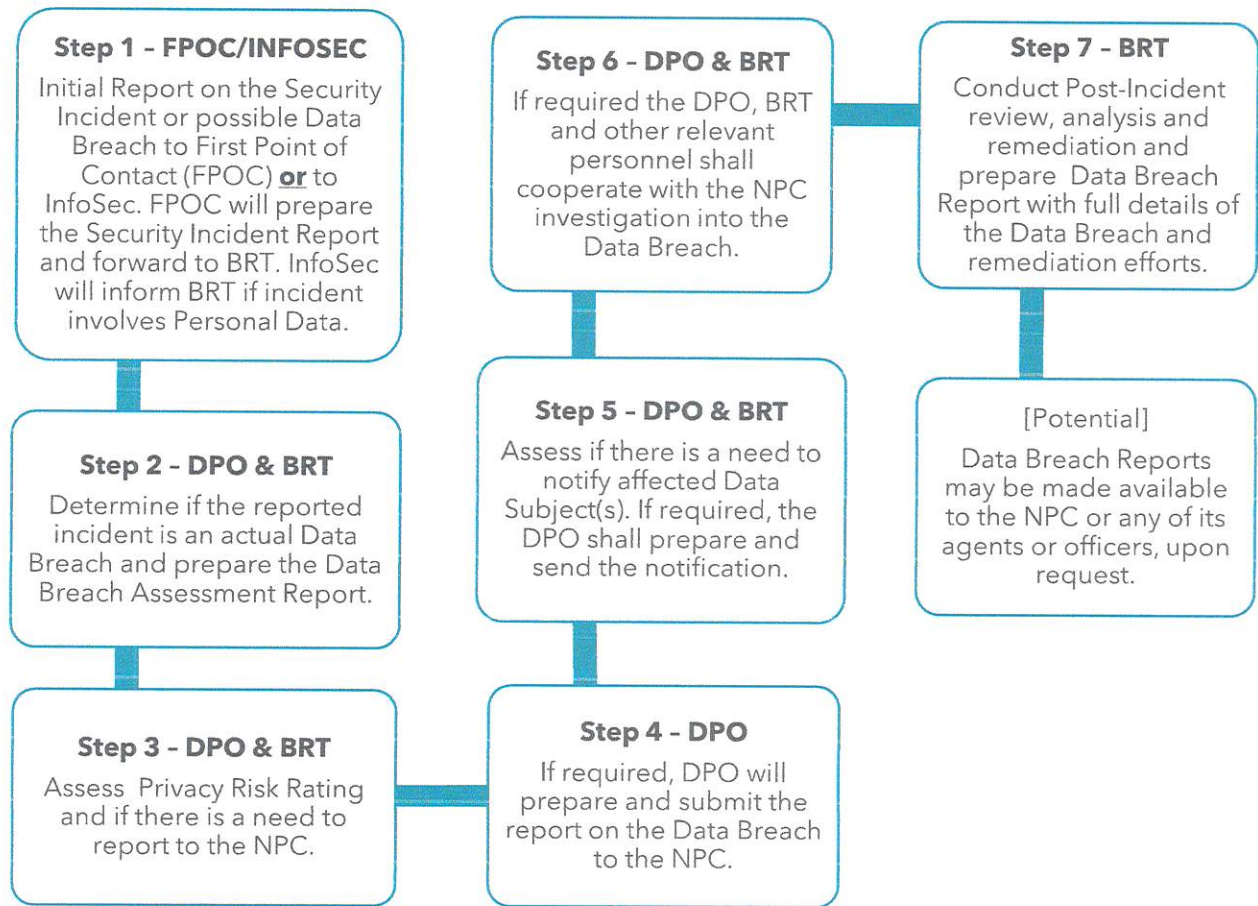 Step 1 – FPOC/INFOSEC
Initial Report on the Security
Incident or possible Data
Breach to First Point of
Contact (FPOC) or to
InfoSec. FPOC will prepare
the Security Incident Report
and forward to BRT. InfoSec
will inform BRT if incident
involves Personal Data.
Step 2 – DPO & BRT
Determine if the reported
incident is an actual Data
Breach and prepare the Data
Breach Assessment Report.
Step 3 – DPO & BRT
Assess Privacy Risk Rating
and if there is a need to
report to the NPC.
Step 4 – DPO
If required, DPO will
prepare and submit the
report on the Data Breach
to the NPC.
Step 5 – DPO & BRT
Assess if there is a need to
notify affected Data
Subject(s). If required, the
DPO shall prepare and
send the notification.
Step 6 – DPO & BRT
If required the DPO, BRT
and other relevant
personnel shall
cooperate with the NPC
investigation into the
Data Breach.
Step 7 – BRT
Conduct Post-Incident
review, analysis and
remediation and
prepare Data Breach
Report with full details of
the Data Breach and
remediation efforts.
[Potential]
Data Breach Reports
may be made available
to the NPC or any of its
agents or officers, upon
request.